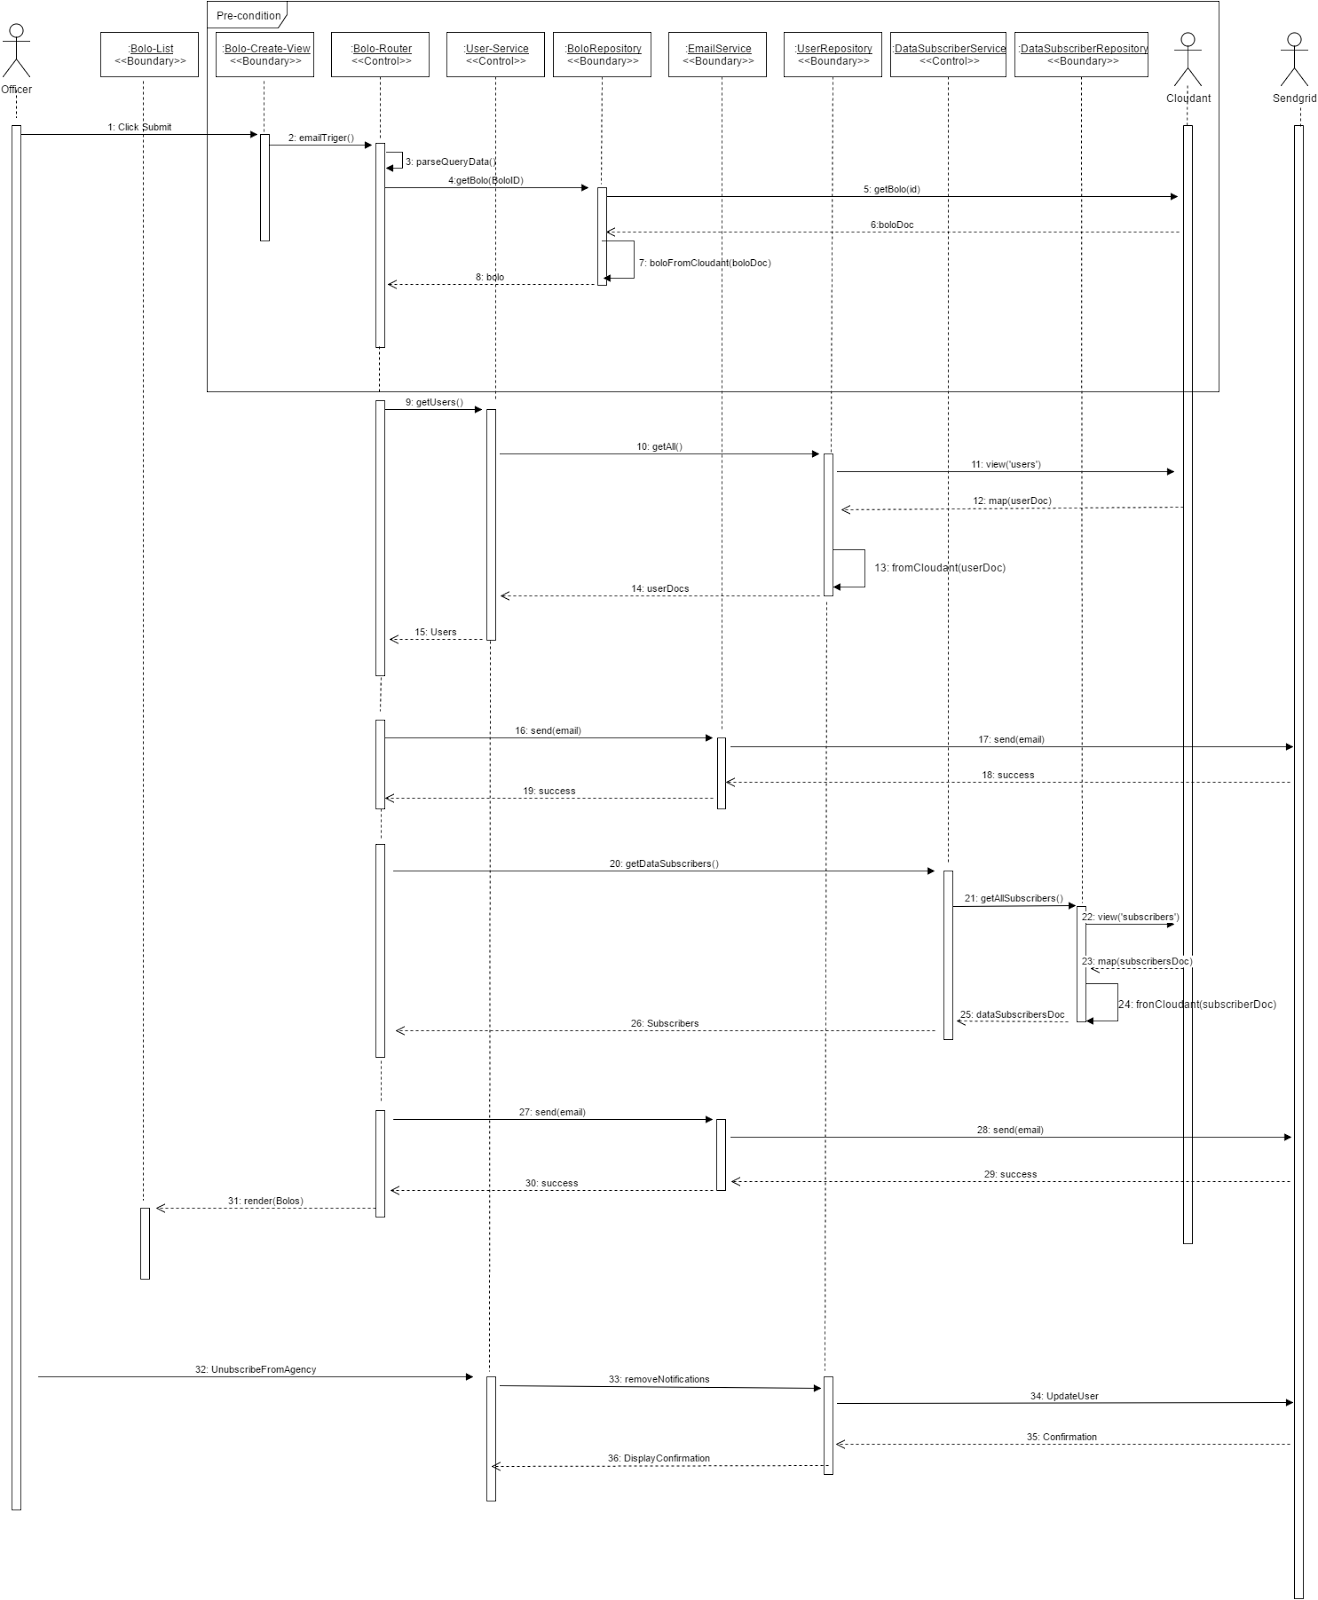 Pre-condition
Officer
:Bolo-List
<<Boundary>>
:Bolo-Create-View
<<Boundary>>
:Bolo-Router
<<Control>>
:User-Service
<<Control>>
:BoloRepository
<<Boundary>>
:EmailService
<<Boundary>>
:UserRepository
<<Boundary>>
:DataSubscriberService
<<Control>>
:DataSubscriberRepository
<<Boundary>>
Cloudant
Sendgrid
1: Click Submit
2: emailTriger()
3: parseQueryData()
4:getBolo(BoloID)
5: getBolo(id)
6:boloDoc
7: boloFromCloudant(boloDoc)
8: bolo
9: getUsers()
10: getAll()
11: view('users')
12: map(userDoc)
13: fromCloudant(userDoc)
14: userDocs
15: Users
16: send(email)
17: send(email)
18: success
19: success
20: getDataSubscribers()
21: getAllSubscribers()
22: view('subscribers')
23: map(subscribersDoc)
24: fronCloudant(subscriberDoc)
25: dataSubscribersDoc
26: Subscribers
27: send(email)
28: send(email)
29: success
30: success
31: render(Bolos)
32: UnubscribeFromAgency
33: removeNotifications
34: UpdateUser
35: Confirmation
36: DisplayConfirmation